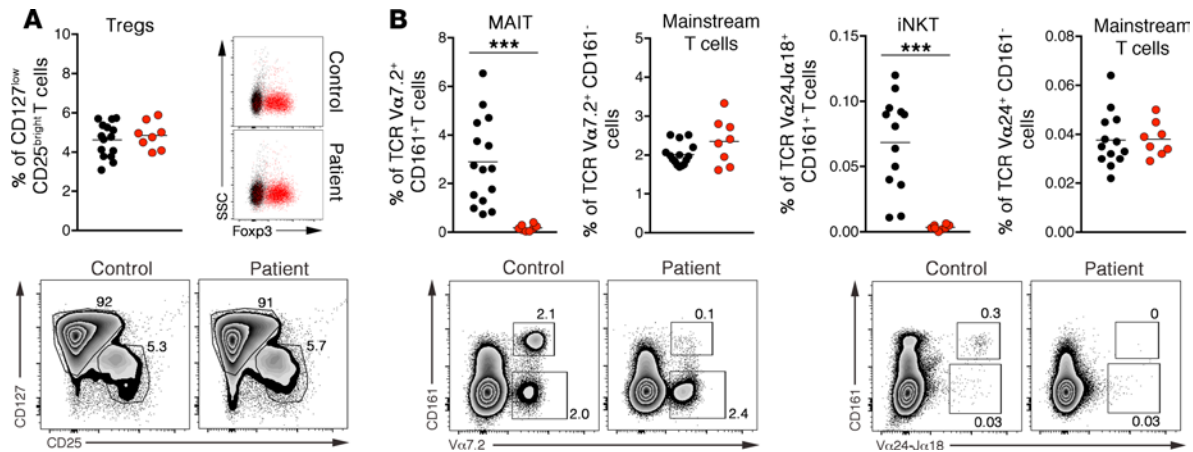 A
Tregs
% of CD127low
CD25bright T cells
10
8
6
4
2
0
Control
Patient
SSC
Foxp3
Control
Patient
92
5.3
91
5.7
CD127
CD25
B
MAIT
***
% of TCR Vα7.2+
CD161+T cells
8
6
4
2
0
Mainstream
T cells
% of TCR Vα7.2+ CD161-
cells
5
4
3
2
1
0
iNKT
***
% of TCR Vα24Jα18+
CD161+ T cells
0.15
0.10
0.05
0.00
Mainstream
T cells
% of TCR Vα24+ CD161-
cells
0.08
0.06
0.04
0.02
0.00
Control
Patient
2.1
2.0
0.1
2.4
CD161
Vα7.2
Control
Patient
0.3
0.03
0
0.03
CD161
Vα24-Jα18